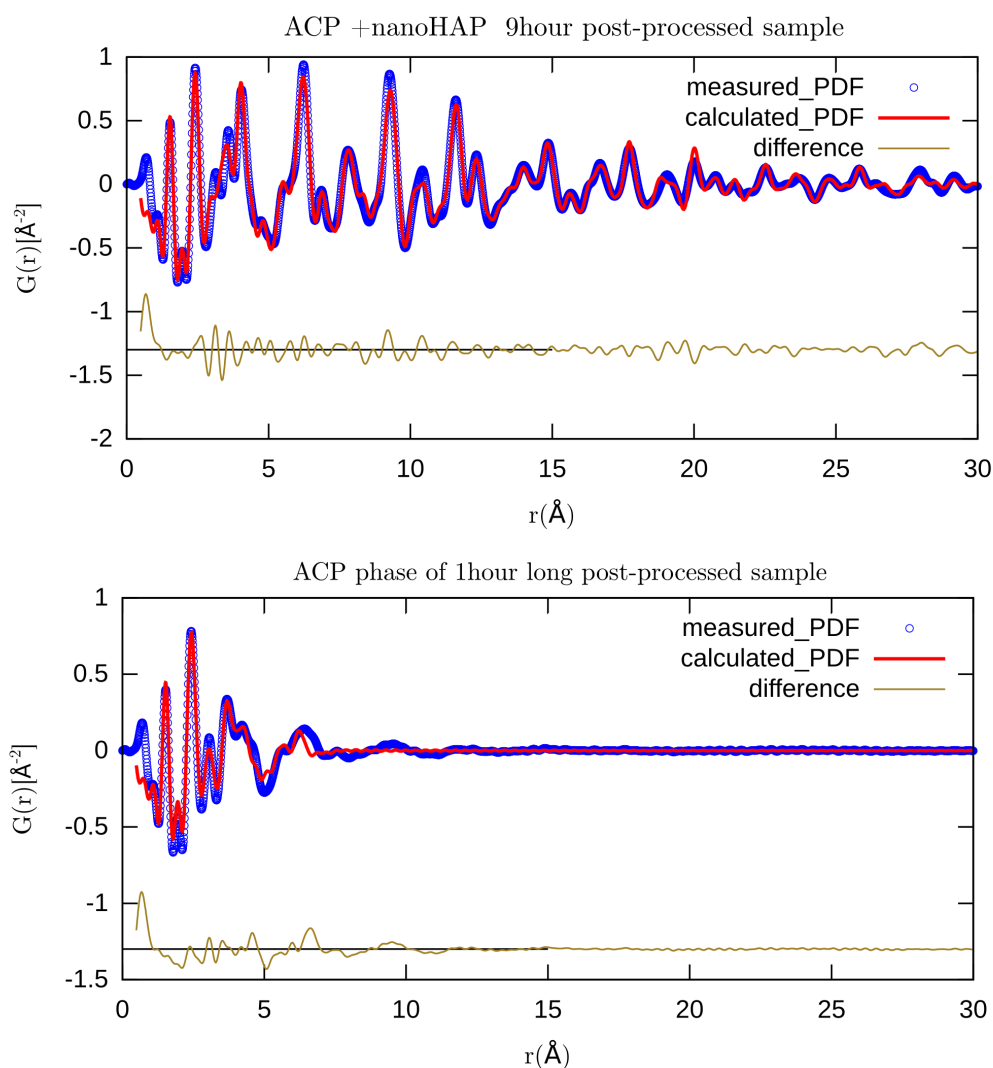 ACP +nanoHAP 9hour post-processed sample
1
0.5
0
-0.5
-1
-1.5
-2
G(r)[Å-2]
measured_PDF
calculated_PDF
difference
0 5 10 15 20 25 30
r(Å)
ACP phase of 1hour long post-processed sample
1
0.5
0
-0.5
-1
-1.5
G(r)[Å-2]
measured_PDF
calculated_PDF
difference
0 5 10 15 20 25 30
r(Å)